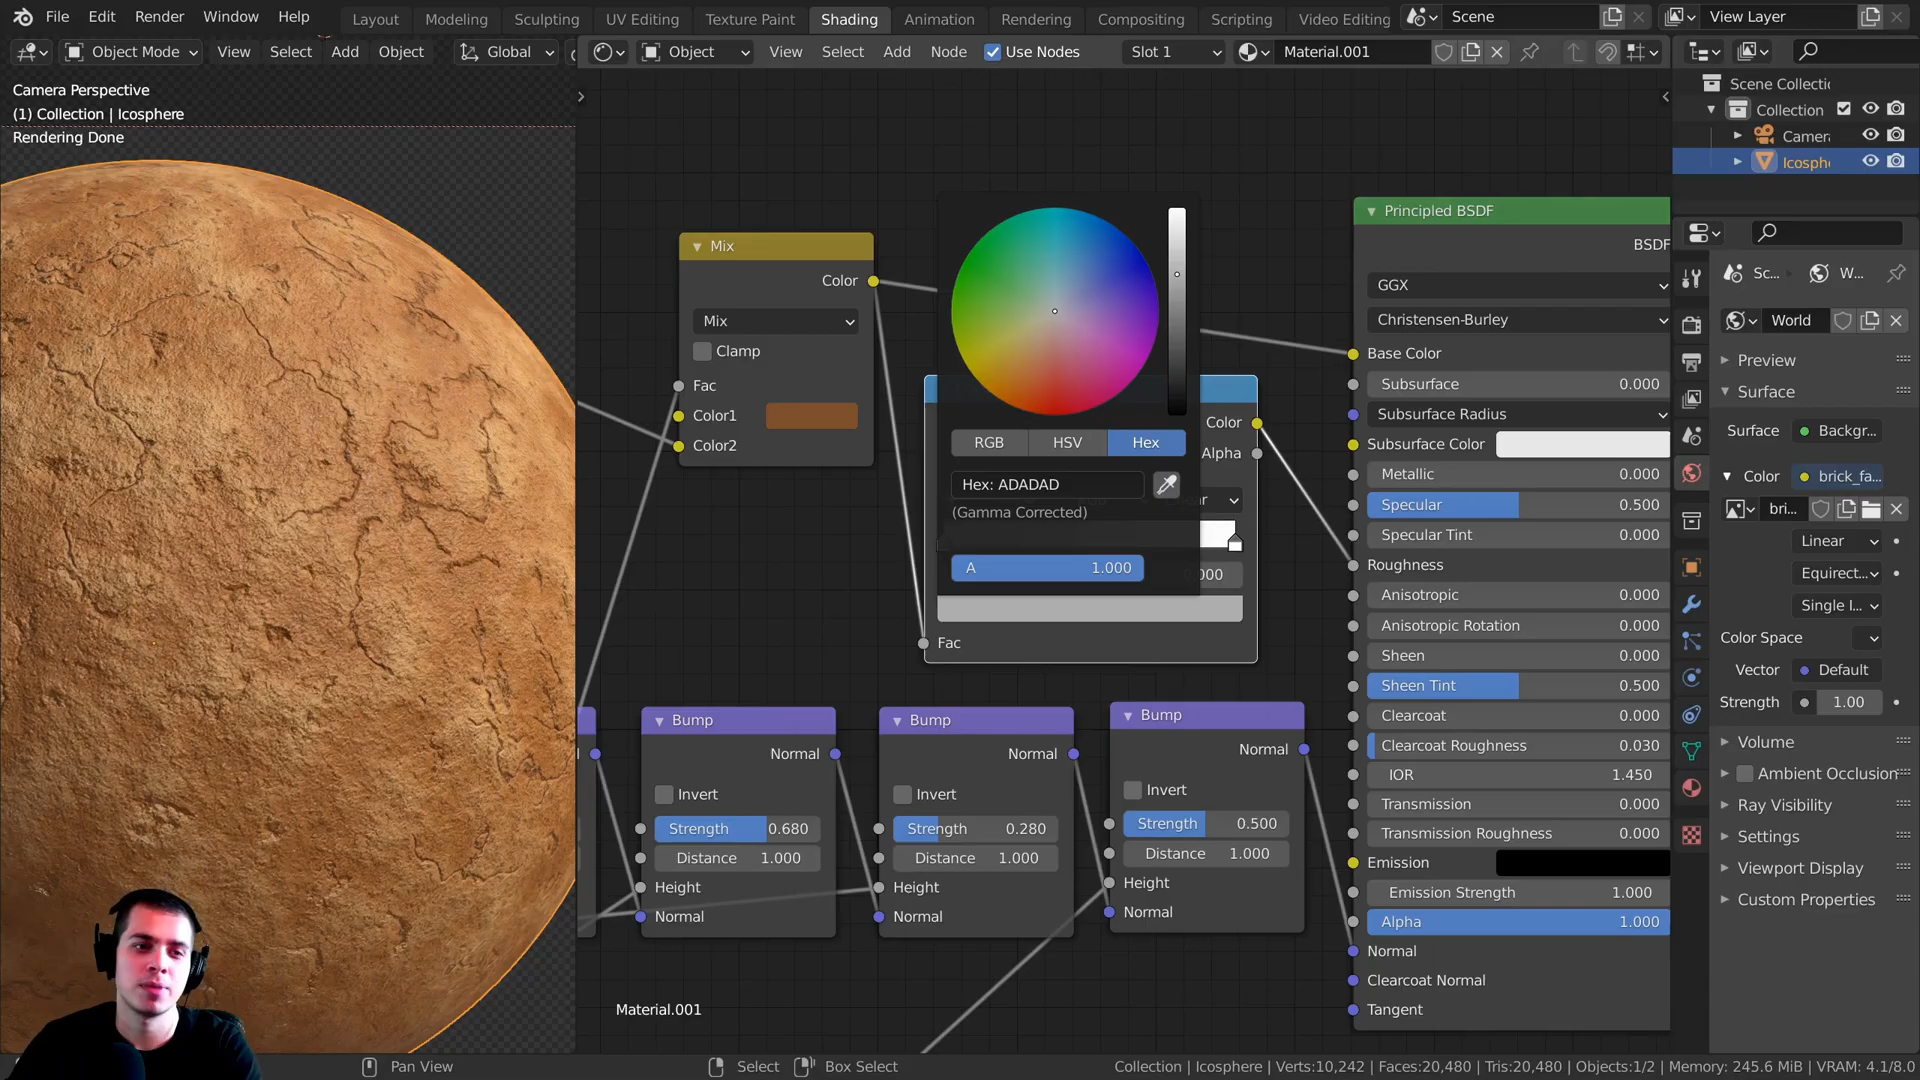 File Edit Render Window Help
Layout Modeling Sculpting UV Editing Texture Paint Shading Animation Rendering Compositing Scripting Video Editing
Scene
View Layer
Object Mode View Select Add Object Global
Object View Select Add Node Use Nodes Slot 1 Material.001
Camera Perspective
(1) Collection | Icosphere
Rendering Done
Scene Collectio
Collection
Camera
Icosphe
Mix
Color
Mix
Clamp
Fac
Color1
Color2
RGB HSV Hex
Hex: ADADAD
(Gamma Corrected)
A 1.000
Color
Alpha
Fac
Principled BSDF
BSDF
GGX
Christensen-Burley
Base Color
Subsurface 0.000
Subsurface Radius
Subsurface Color
Metallic 0.000
Specular 0.500
Specular Tint 0.000
Roughness
Anisotropic 0.000
Anisotropic Rotation 0.000
Sheen 0.000
Sheen Tint 0.500
Clearcoat 0.000
Clearcoat Roughness 0.030
IOR 1.450
Transmission 0.000
Transmission Roughness 0.000
Emission
Emission Strength 1.000
Alpha 1.000
Normal
Clearcoat Normal
Tangent
Bump
Normal
Invert
Strength 0.680
Distance 1.000
Height
Normal
Bump
Normal
Invert
Strength 0.280
Distance 1.000
Height
Normal
Bump
Normal
Invert
Strength 0.500
Distance 1.000
Height
Normal
Material.001
Sc... W...
World
Preview
Surface
Surface Backgr...
Color brick_fa...
bri...
Linear
Equirect...
Single I...
Color Space
Vector Default
Strength 1.00
Volume
Ambient Occlusion
Ray Visibility
Settings
Viewport Display
Custom Properties
Pan View Select Box Select
Collection | Icosphere | Verts:10,242 | Faces:20,480 | Tris:20,480 | Objects:1/2 | Memory: 245.6 MiB | VRAM: 4.1/8.0